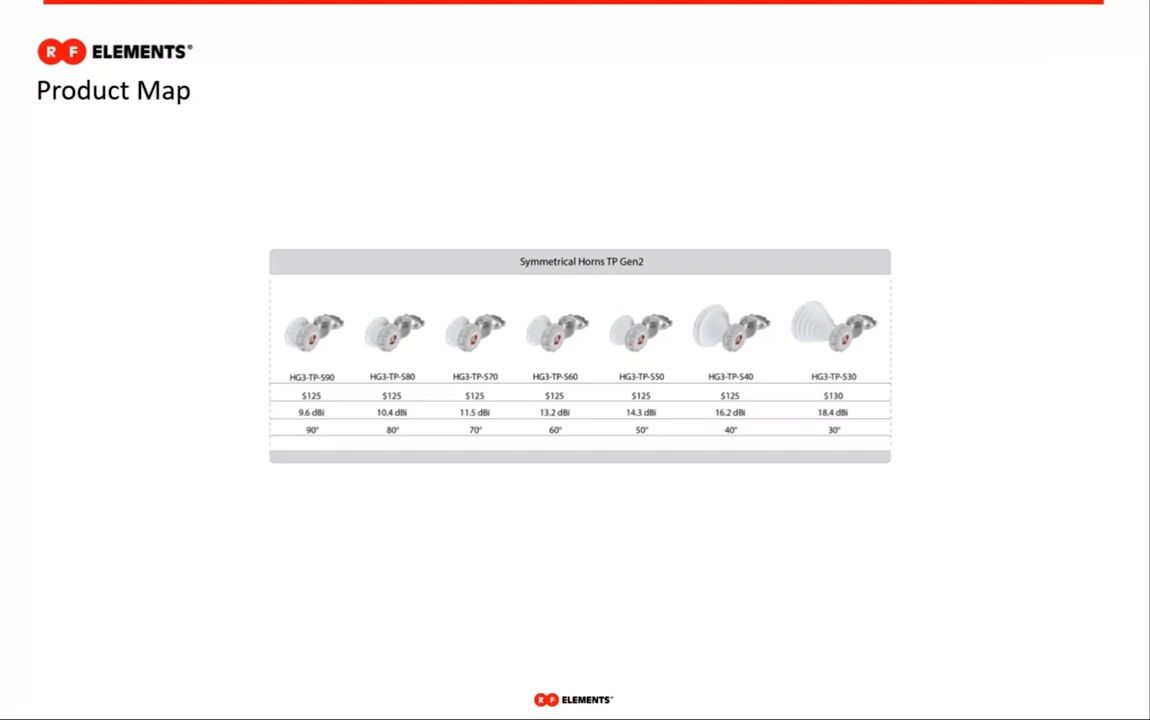 RF ELEMENTS®
Product Map
Symmetrical Horns TP Gen2
HG3-TP-S90 HG3-TP-S80 HG3-TP-S70 HG3-TP-S60 HG3-TP-S50 HG3-TP-S40 HG3-TP-S30
$125 $125 $125 $125 $125 $125 $130
9.6 dBi 10.4 dBi 11.5 dBi 13.2 dBi 14.3 dBi 16.2 dBi 18.4 dBi
90° 80° 70° 60° 50° 40° 30°
RF ELEMENTS®